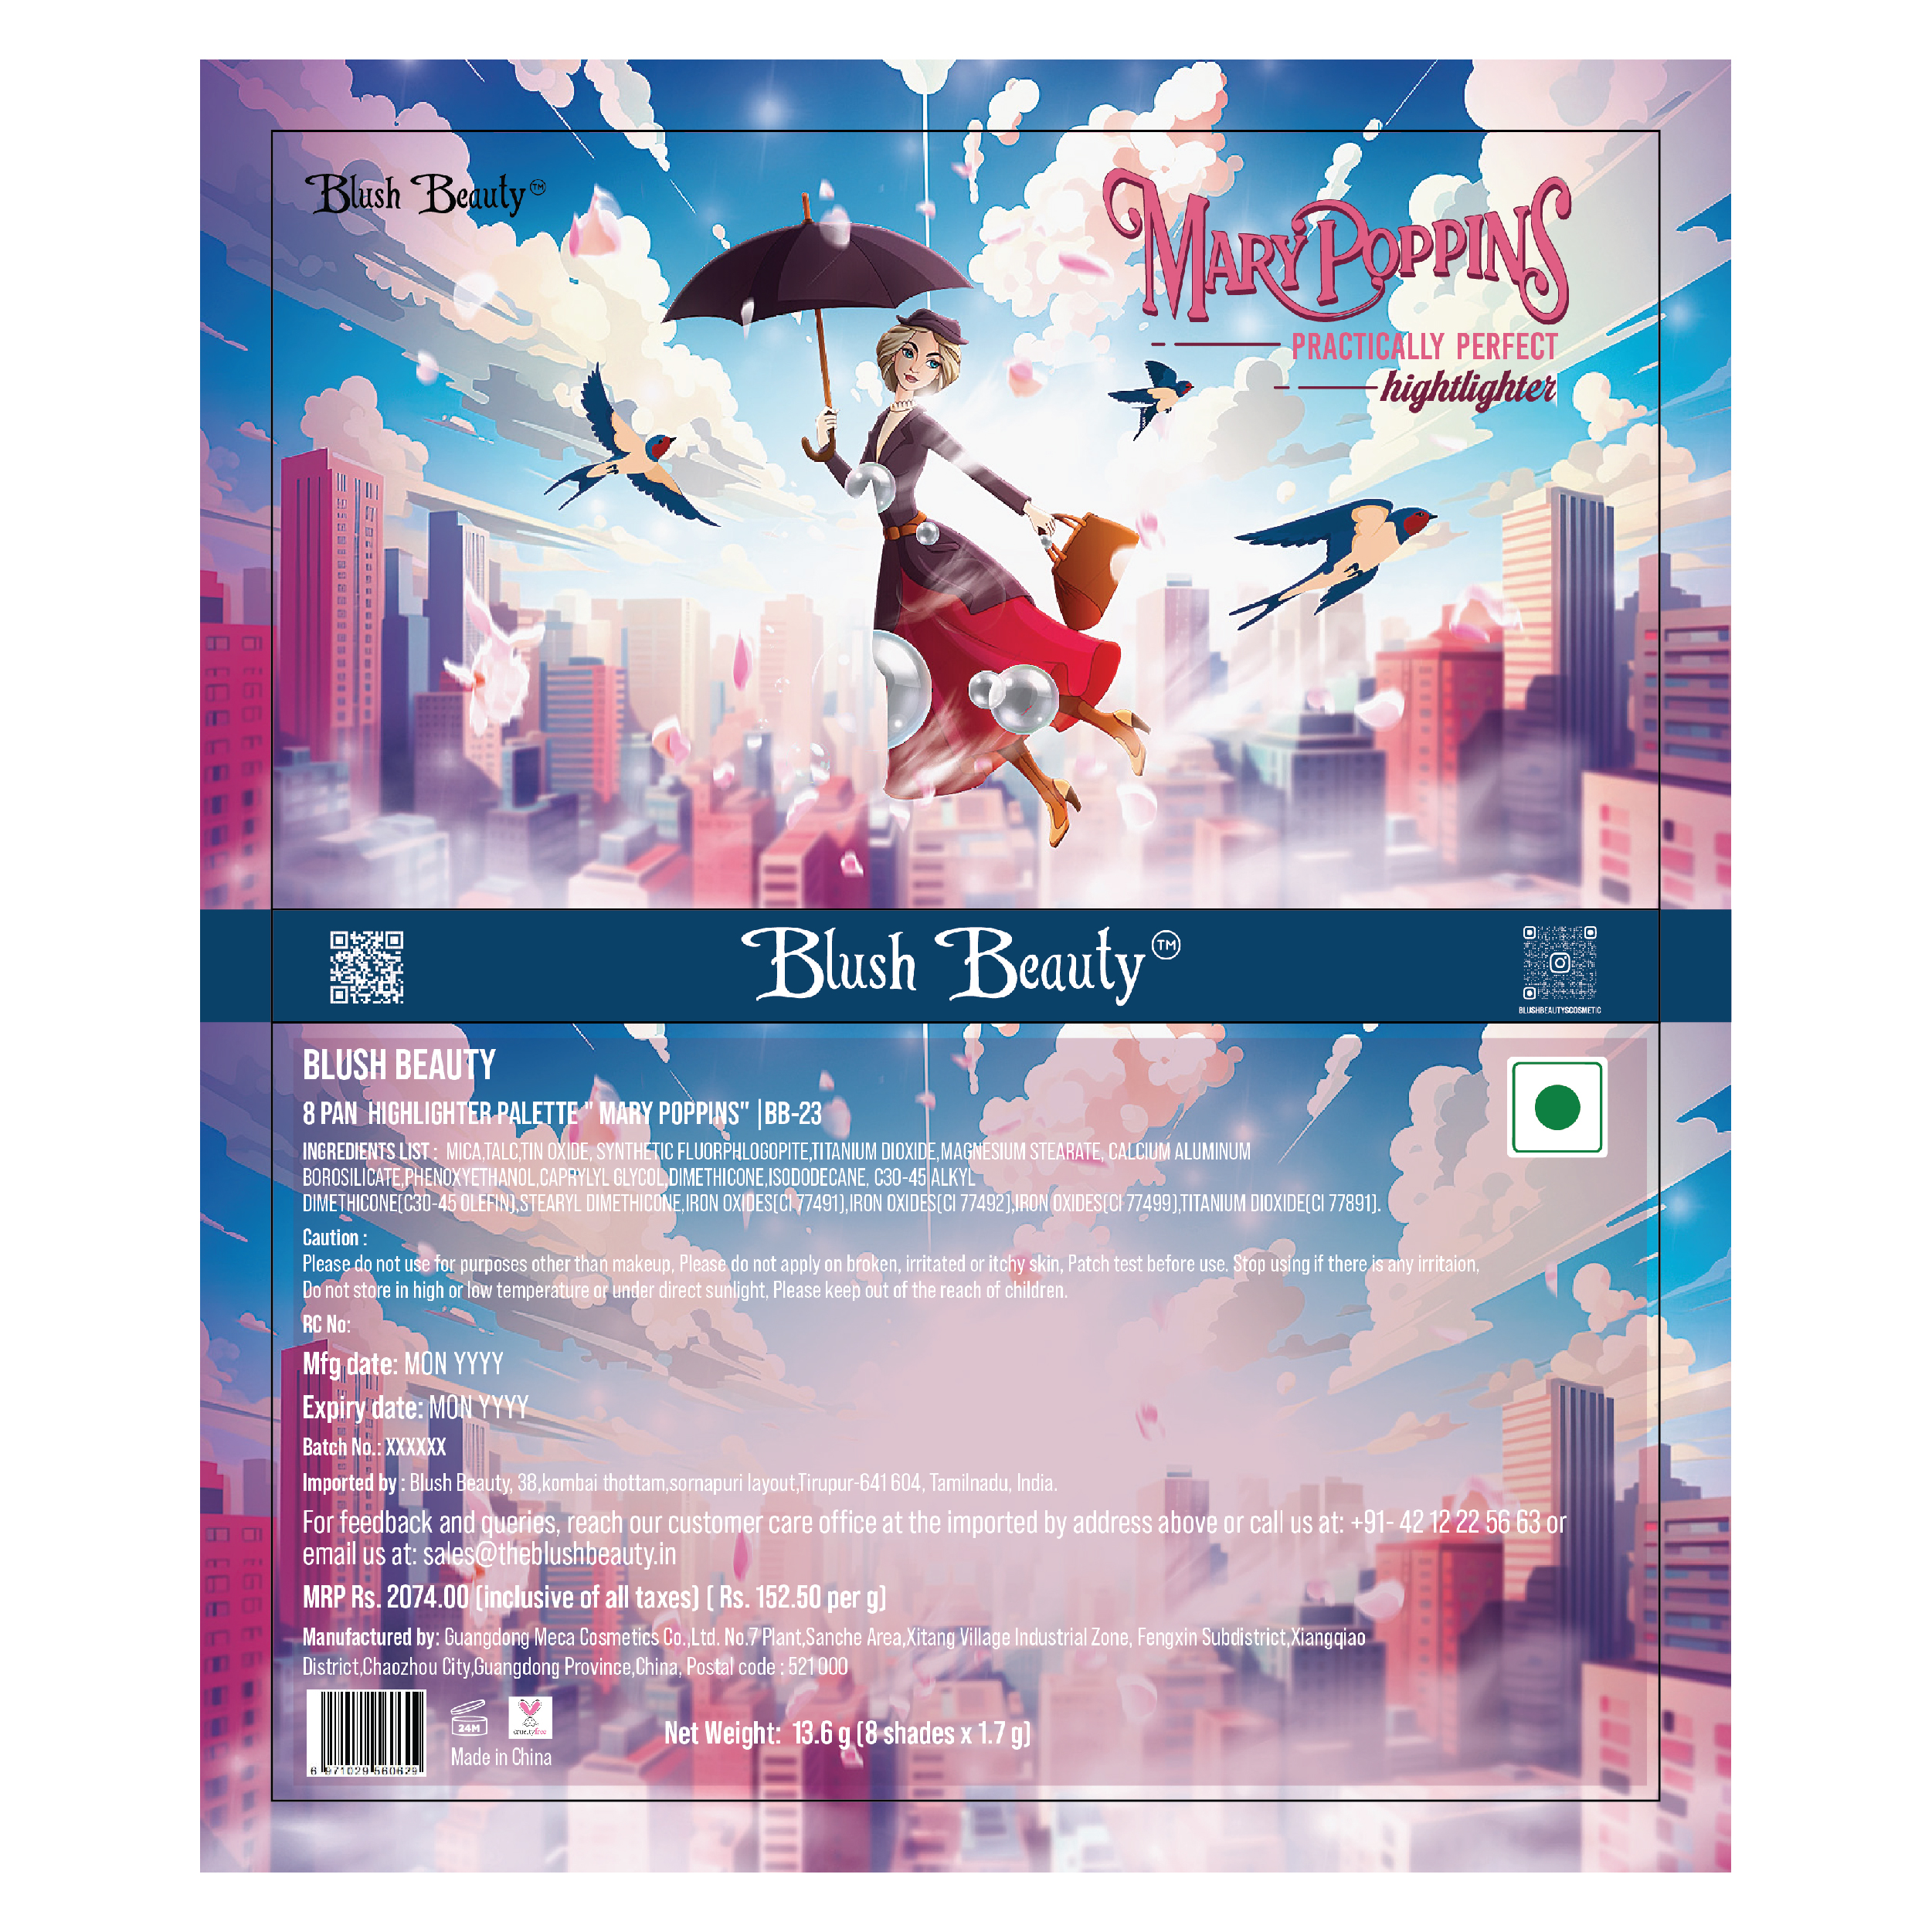 Blush Beauty™
MARY POPPINS
PRACTICALLY PERFECT
hightlighter
Blush Beauty™
BLUSHBEAUTYSCOSMETIC
BLUSH BEAUTY
8 PAN HIGHLIGHTER PALETTE " MARY POPPINS" |BB-23
INGREDIENTS LIST : MICA,TALC,TIN OXIDE, SYNTHETIC FLUORPHLOGOPITE,TITANIUM DIOXIDE,MAGNESIUM STEARATE, CALCIUM ALUMINUM
BOROSILICATE,PHENOXYETHANOL,CAPRYLYL GLYCOL,DIMETHICONE,ISODODECANE, C30-45 ALKYL
DIMETHICONE(C30-45 OLEFIN),STEARYL DIMETHICONE,IRON OXIDES(CI 77491),IRON OXIDES(CI 77492),IRON OXIDES(CI 77499),TITANIUM DIOXIDE(CI 77891).
Caution :
Please do not use for purposes other than makeup, Please do not apply on broken, irritated or itchy skin, Patch test before use. Stop using if there is any irritaion,
Do not store in high or low temperature or under direct sunlight, Please keep out of the reach of children.
RC No:
Mfg date: MON YYYY
Expiry date: MON YYYY
Batch No.: XXXXXX
Imported by : Blush Beauty, 38,kombai thottam,sornapuri layout,Tirupur-641 604, Tamilnadu, India.
For feedback and queries, reach our customer care office at the imported by address above or call us at: +91- 42 12 22 56 63 or
email us at: sales@theblushbeauty.in
MRP Rs. 2074.00 (inclusive of all taxes) ( Rs. 152.50 per g)
Manufactured by: Guangdong Meca Cosmetics Co.,Ltd. No.7 Plant,Sanche Area,Xitang Village Industrial Zone, Fengxin Subdistrict,Xiangqiao
District,Chaozhou City,Guangdong Province,China, Postal code : 521000
24M
crueltyfree
Made in China
6 971029 560629
Net Weight: 13.6 g (8 shades x 1.7 g)